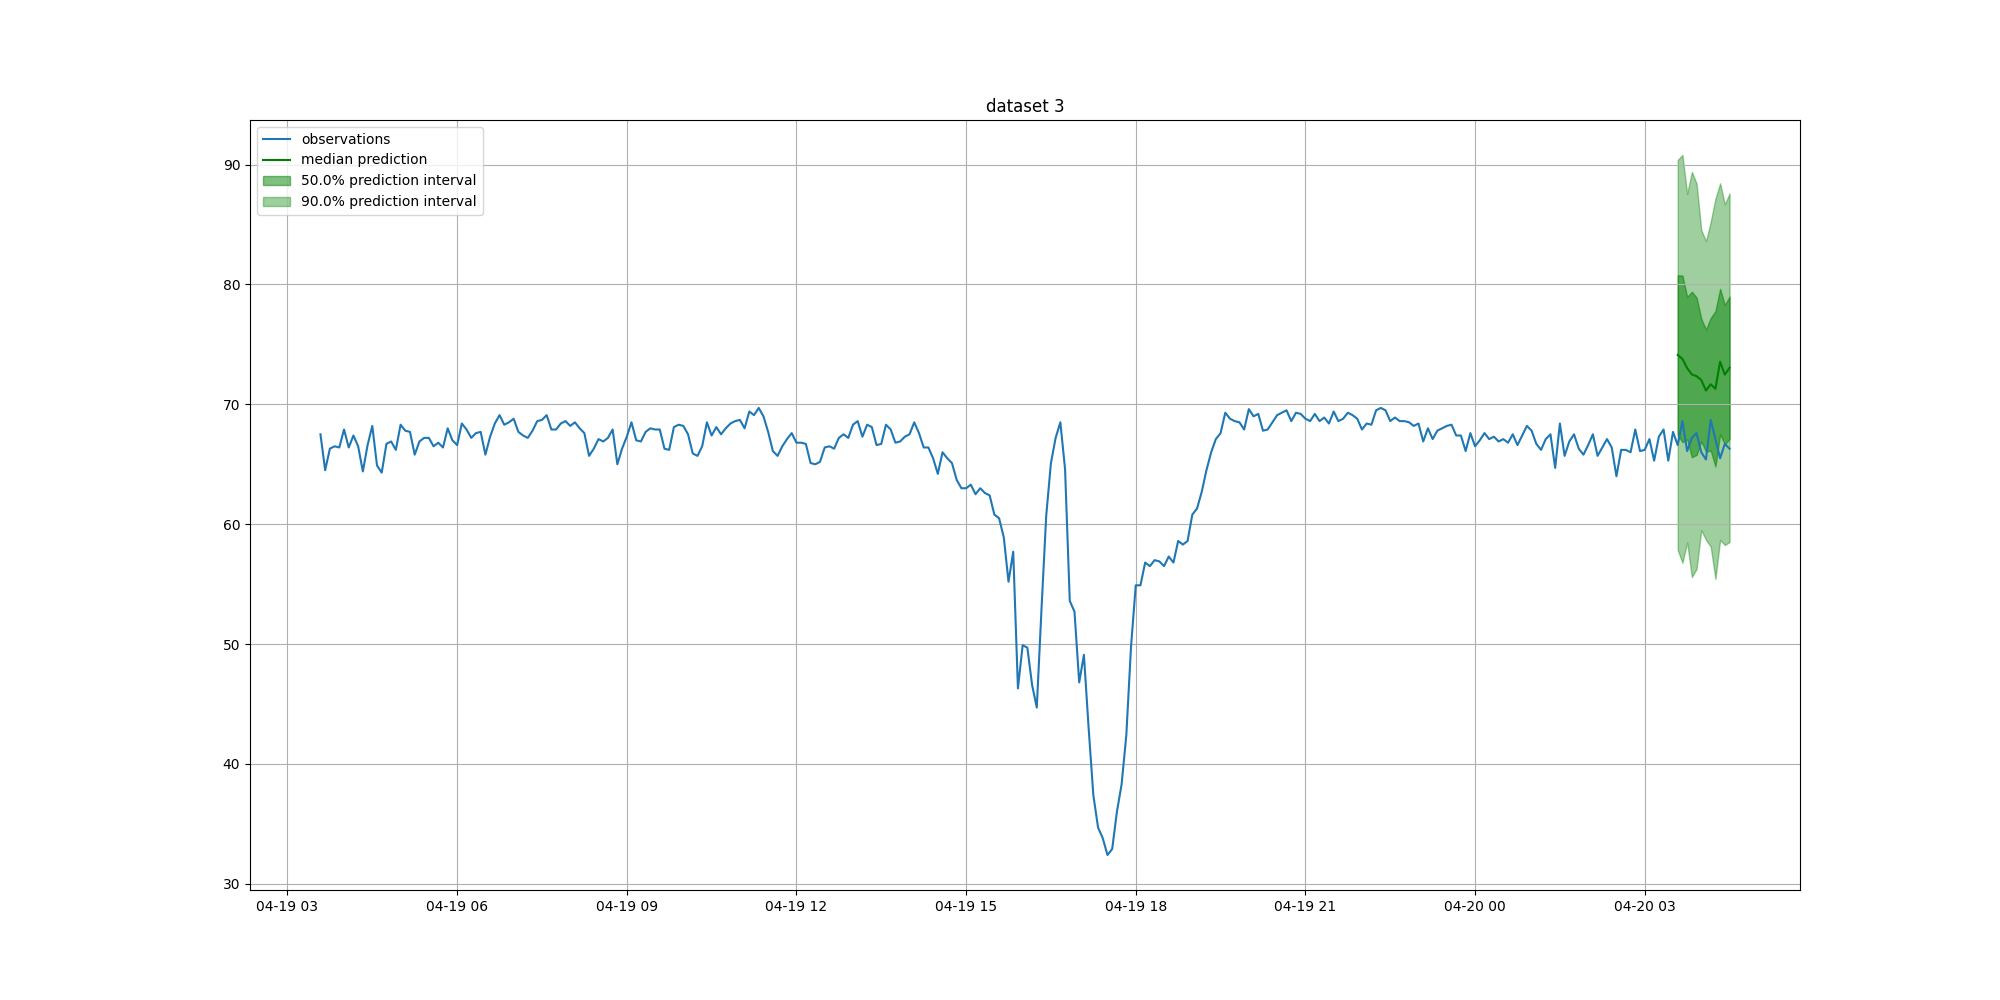 dataset 3
observations
median prediction
50.0% prediction interval
90.0% prediction interval
90
80
70
60
50
40
30
04-19 03 04-19 06 04-19 09 04-19 12 04-19 15 04-19 18 04-19 21 04-20 00 04-20 03